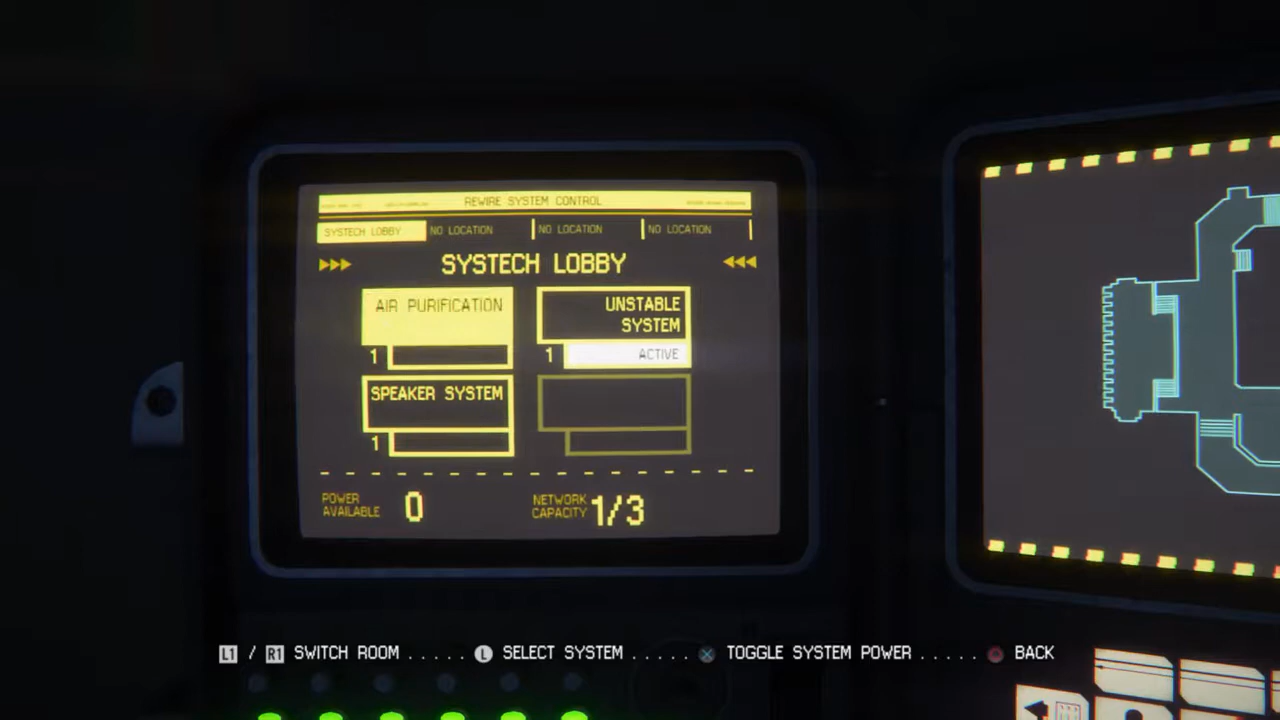 REWIRE SYSTEM CONTROL
SYSTECH LOBBY
NO LOCATION
NO LOCATION
NO LOCATION
SYSTECH LOBBY
AIR PURIFICATION
1
UNSTABLE
SYSTEM
1 ACTIVE
SPEAKER SYSTEM
1
POWER
AVAILABLE
0
NETWORK
CAPACITY
1/3
L1 / R1 SWITCH ROOM ..... L SELECT SYSTEM ..... TOGGLE SYSTEM POWER ..... BACK